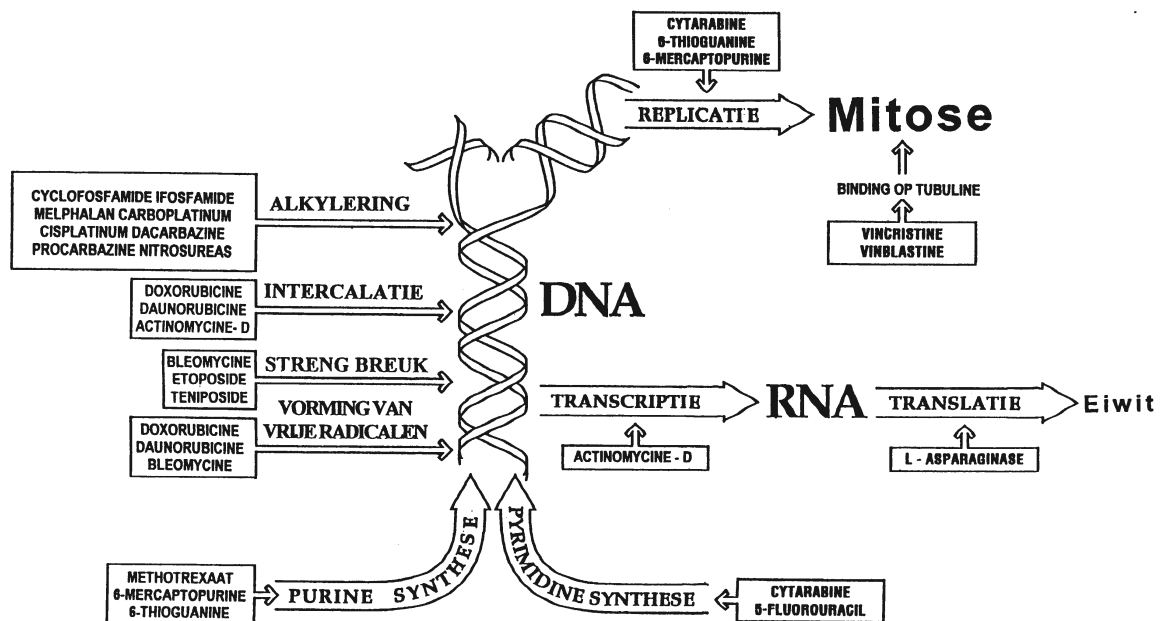 CYTARABINE
6-THIOGUANINE
6-MERCAPTOPURINE
REPLICATIE
Mitose
BINDING OP TUBULINE
VINCRISTINE
VINBLASTINE
CYCLOFOSFAMIDE IFOSFAMIDE
MELPHALAN CARBOPLATINUM
CISPLATINUM DACARBAZINE
PROCARBAZINE NITROSUREAS
ALKYLERING
DOXORUBICINE
DAUNORUBICINE
ACTINOMYCINE- D
INTERCALATIE
DNA
BLEOMYCINE
ETOPOSIDE
TENIPOSIDE
STRENG BREUK
VORMING VAN
VRIJE RADICALEN
DOXORUBICINE
DAUNORUBICINE
BLEOMYCINE
TRANSCRIPTIE
RNA
TRANSLATIE
Eiwit
ACTINOMYCINE - D
L - ASPARAGINASE
METHOTREXAAT
6-MERCAPTOPURINE
6-THIOGUANINE
PURINE SYNTHESE
PYRIMIDINE SYNTHESE
CYTARABINE
5-FLUOROURACIL